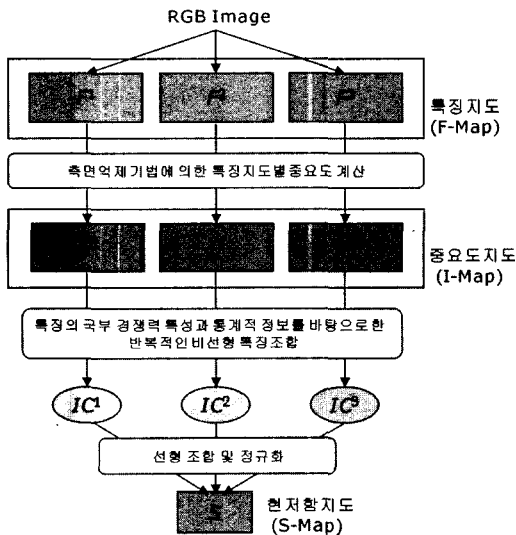 RGB Image
특징지도
(F-Map)
측면억제기법에 의한 특징지도별 중요도 계산
중요도지도
(I-Map)
특징의 국부 경쟁력 특성과 통계적 정보를 바탕으로한
반복적인 비선형 특징조합
IC¹ IC² IC³
선형 조합 및 정규화
S
현저함지도
(S-Map)